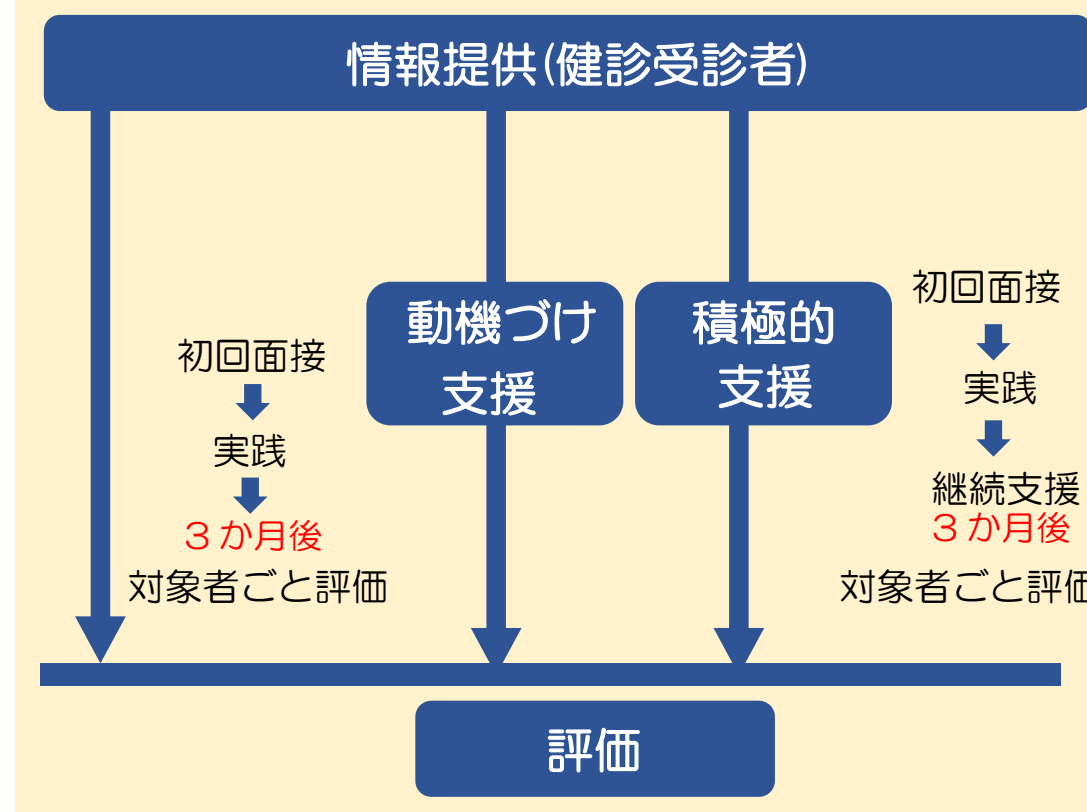 情報提供(健診受診者)
初回面接
実践
3か月後
対象者ごと評価
動機づけ
支援
積極的
支援
初回面接
実践
継続支援
3か月後
対象者ごと評価
評価